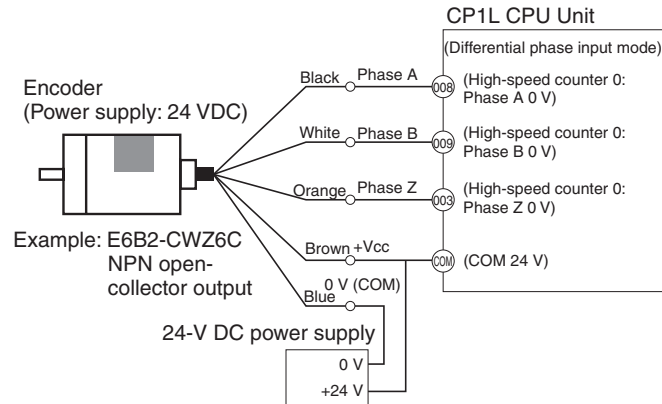 CP1L CPU Unit
(Differential phase input mode)
Encoder
(Power supply: 24 VDC)
Black Phase A 008 (High-speed counter 0:
Phase A 0 V)
White Phase B 009 (High-speed counter 0:
Phase B 0 V)
Orange Phase Z 003 (High-speed counter 0:
Phase Z 0 V)
Example: E6B2-CWZ6C
NPN open-
collector output
Brown +Vcc COM (COM 24 V)
0 V (COM)
Blue
24-V DC power supply
0 V
+24 V